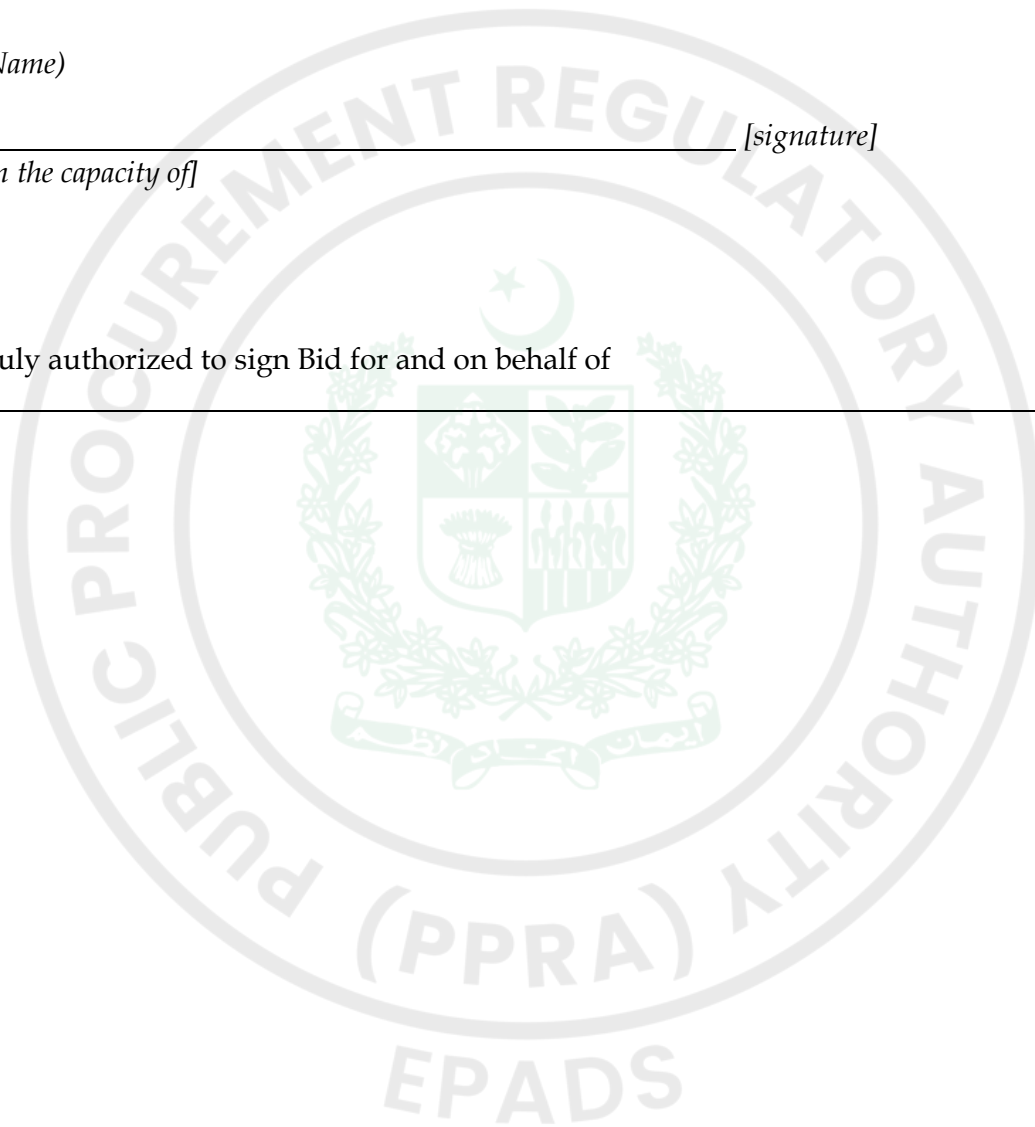 Name)
[signature]
n the capacity of]
uly authorized to sign Bid for and on behalf of
PUBLIC PROCUREMENT REGULATORY AUTHORITY
(PPRA)
EPADS